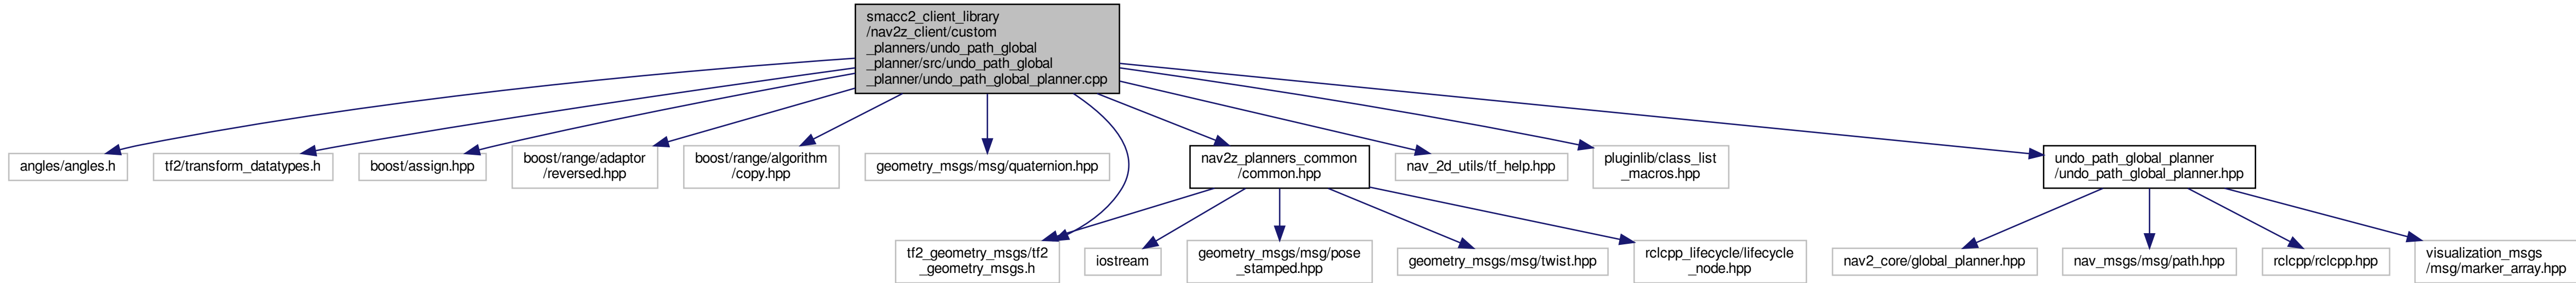 smacc2_client_library
/nav2z_client/custom
_planners/undo_path_global
_planner/src/undo_path_global
_planner/undo_path_global_planner.cpp
angles/angles.h
tf2/transform_datatypes.h
boost/assign.hpp
boost/range/adaptor
/reversed.hpp
boost/range/algorithm
/copy.hpp
geometry_msgs/msg/quaternion.hpp
nav2z_planners_common
/common.hpp
nav_2d_utils/tf_help.hpp
pluginlib/class_list
_macros.hpp
undo_path_global_planner
/undo_path_global_planner.hpp
tf2_geometry_msgs/tf2
_geometry_msgs.h
iostream
geometry_msgs/msg/pose
_stamped.hpp
geometry_msgs/msg/twist.hpp
rclcpp_lifecycle/lifecycle
_node.hpp
nav2_core/global_planner.hpp
nav_msgs/msg/path.hpp
rclcpp/rclcpp.hpp
visualization_msgs
/msg/marker_array.hpp